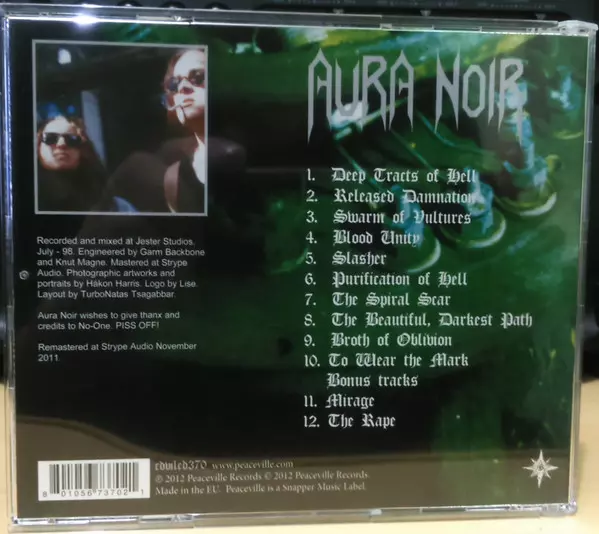 AURA NOIR
1. Deep Tracts of Hell
2. Released Damnation
3. Swarm of Vultures
4. Blood Unity
5. Slasher
6. Purification of Hell
7. The Spiral Scar
8. The Beautiful, Darkest Path
9. Broth of Oblivion
10. To Wear the Mark
Bonus tracks
11. Mirage
12. The Rape
Recorded and mixed at Jester Studios.
July - 98. Engineered by Garm Backbone
and Knut Magne. Mastered at Strype
Audio. Photographic artworks and
portraits by Håkon Harris. Logo by Lise.
Layout by TurboNatas Tsagabbar.
Aura Noir wishes to give thanx and
credits to No-One. PISS OFF!
Remastered at Strype Audio November
2011
8 01056 73702 1
cdviled370 www.peaceville.com
℗ 2012 Peaceville Records © 2012 Peaceville Records
Made in the EU. Peaceville is a Snapper Music Label.